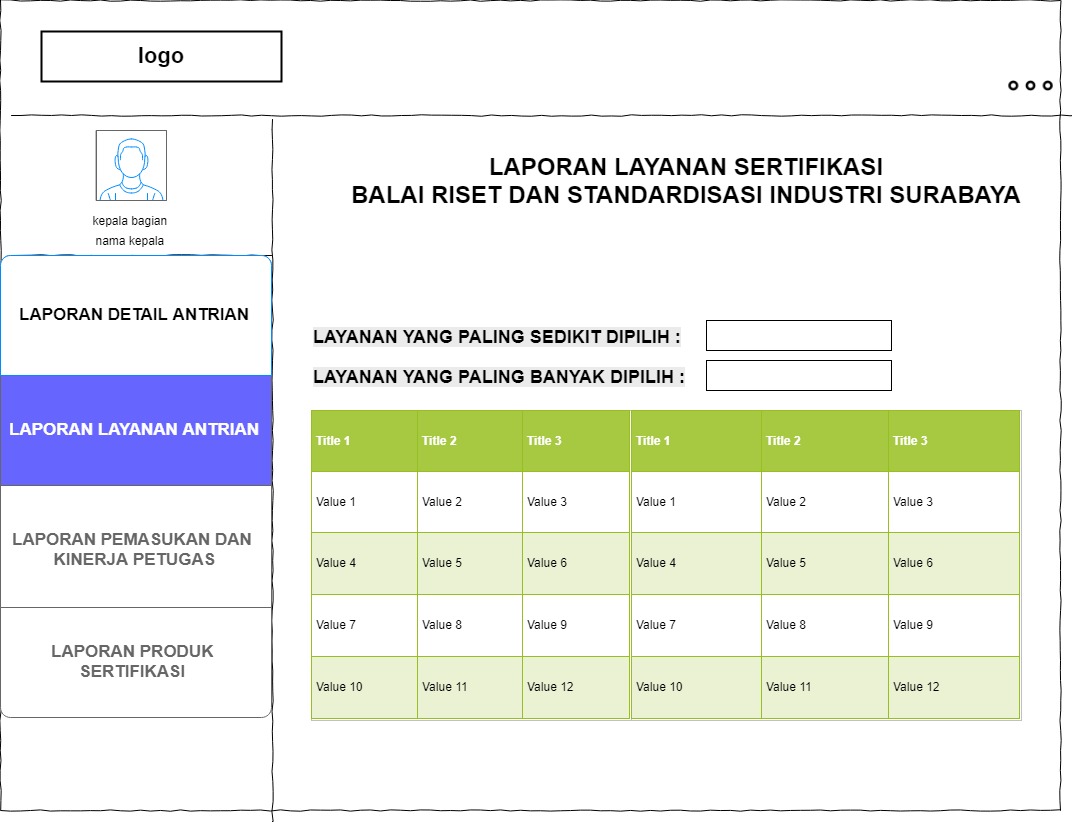 logo
kepala bagian
nama kepala
LAPORAN DETAIL ANTRIAN
LAPORAN LAYANAN ANTRIAN
LAPORAN PEMASUKAN DAN
KINERJA PETUGAS
LAPORAN PRODUK
SERTIFIKASI
LAPORAN LAYANAN SERTIFIKASI
BALAI RISET DAN STANDARDISASI INDUSTRI SURABAYA
LAYANAN YANG PALING SEDIKIT DIPILIH :
LAYANAN YANG PALING BANYAK DIPILIH :
Title 1 Title 2 Title 3 Title 1 Title 2 Title 3
Value 1 Value 2 Value 3 Value 1 Value 2 Value 3
Value 4 Value 5 Value 6 Value 4 Value 5 Value 6
Value 7 Value 8 Value 9 Value 7 Value 8 Value 9
Value 10 Value 11 Value 12 Value 10 Value 11 Value 12